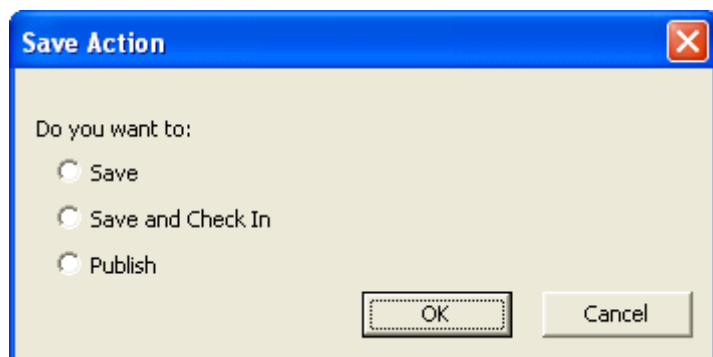 Save Action
Do you want to:
Save
Save and Check In
Publish
OK Cancel